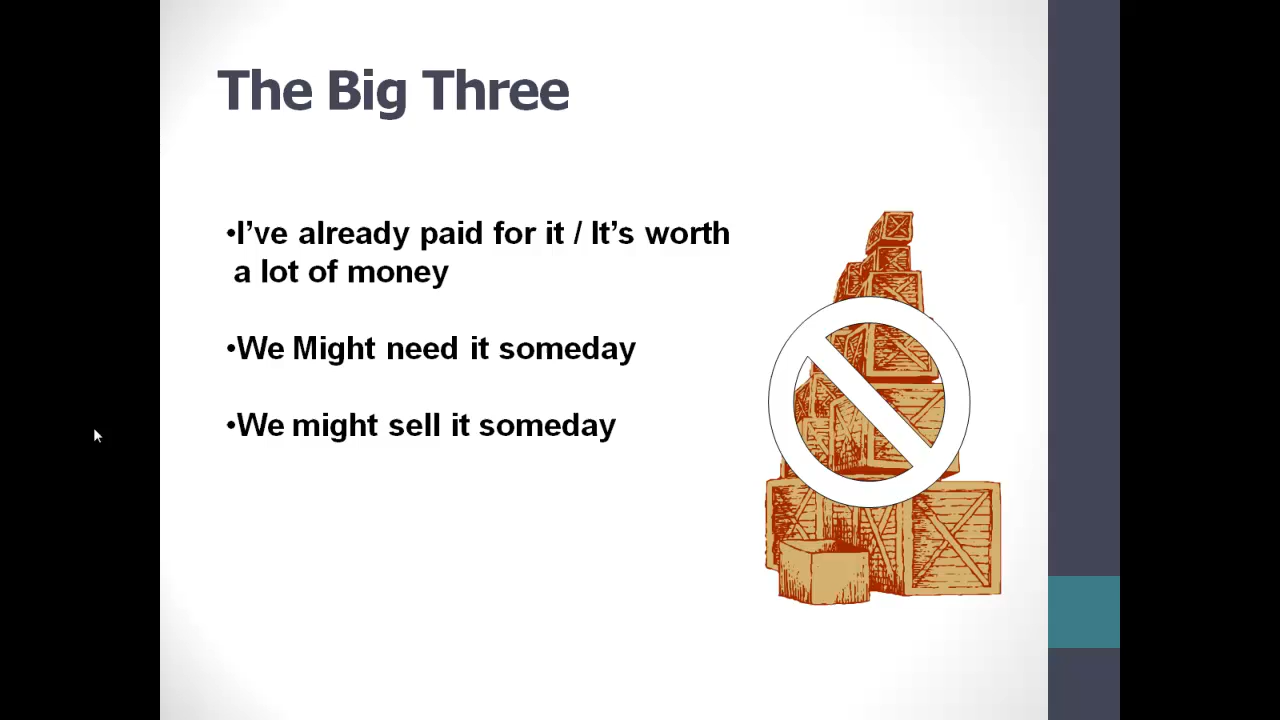 The Big Three
•I’ve already paid for it / It’s worth
a lot of money
•We Might need it someday
•We might sell it someday